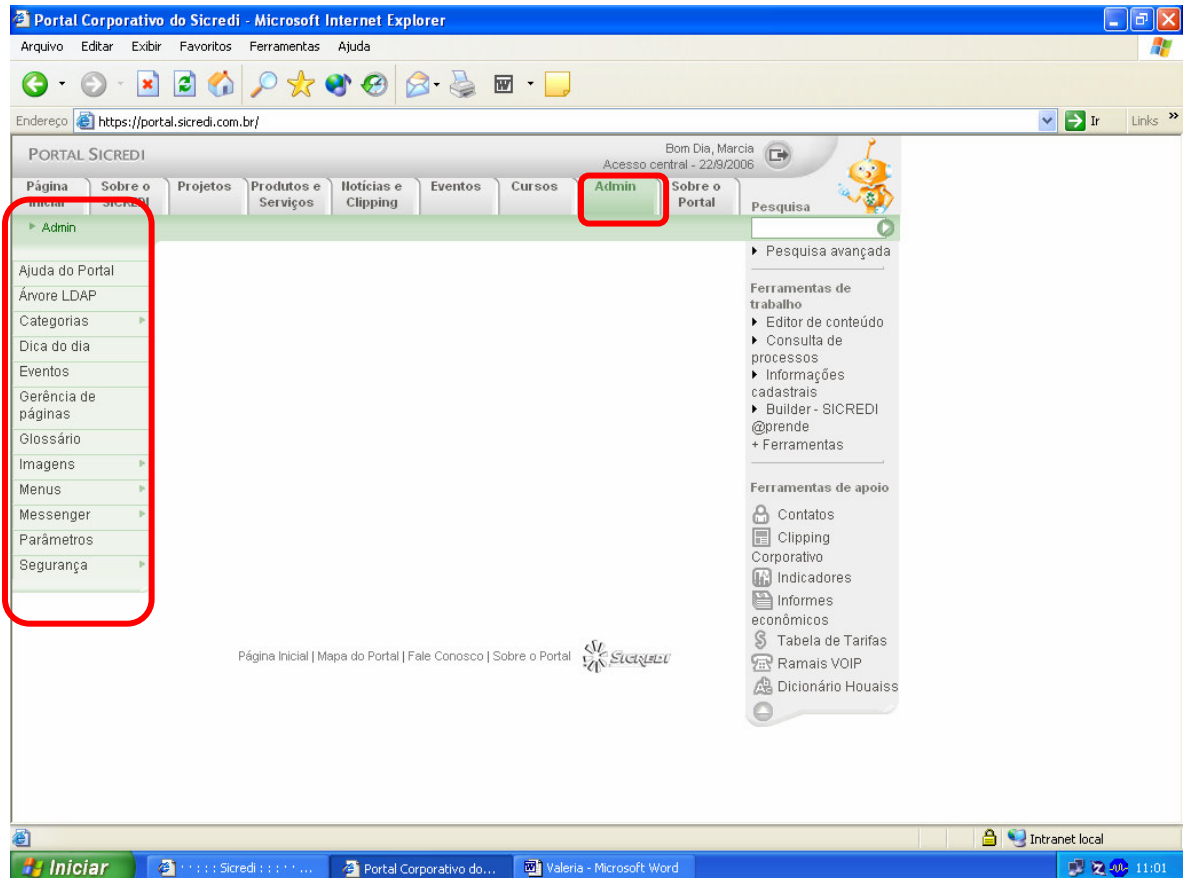 Portal Corporativo do Sicredi - Microsoft Internet Explorer
Arquivo Editar Exibir Favoritos Ferramentas Ajuda
Endereço https://portal.sicredi.com.br/ Ir Links »
PORTAL SICREDI
Bom Dia, Marcia
Acesso central - 22/9/2006
Página Inicial
Sobre o SICREDI
Projetos
Produtos e Serviços
Notícias e Clipping
Eventos
Cursos
Admin
Sobre o Portal
Pesquisa
Admin
Ajuda do Portal
Árvore LDAP
Categorias
Dica do dia
Eventos
Gerência de
páginas
Glossário
Imagens
Menus
Messenger
Parâmetros
Segurança
Pesquisa avançada
Ferramentas de
trabalho
Editor de conteúdo
Consulta de
processos
Informações
cadastrais
Builder - SICREDI
@prende
+ Ferramentas
Ferramentas de apoio
Contatos
Clipping
Corporativo
Indicadores
Informes
econômicos
Tabela de Tarifas
Ramais VOIP
Dicionário Houaiss
Página Inicial | Mapa do Portal | Fale Conosco | Sobre o Portal
SICREDI
Intranet local
Iniciar
: : : : : Sicredi : : : : : ...
Portal Corporativo do...
Valeria - Microsoft Word
11:01